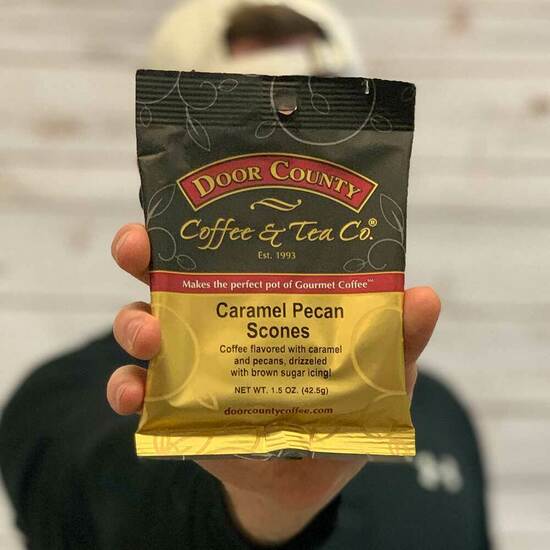 DOOR COUNTY
Coffee & Tea Co.®
Est. 1993
Makes the perfect pot of Gourmet Coffee™
Caramel Pecan
Scones
Coffee flavored with caramel
and pecans, drizzeled
with brown sugar icing!
NET WT. 1.5 OZ. (42.5g)
doorcountycoffee.com